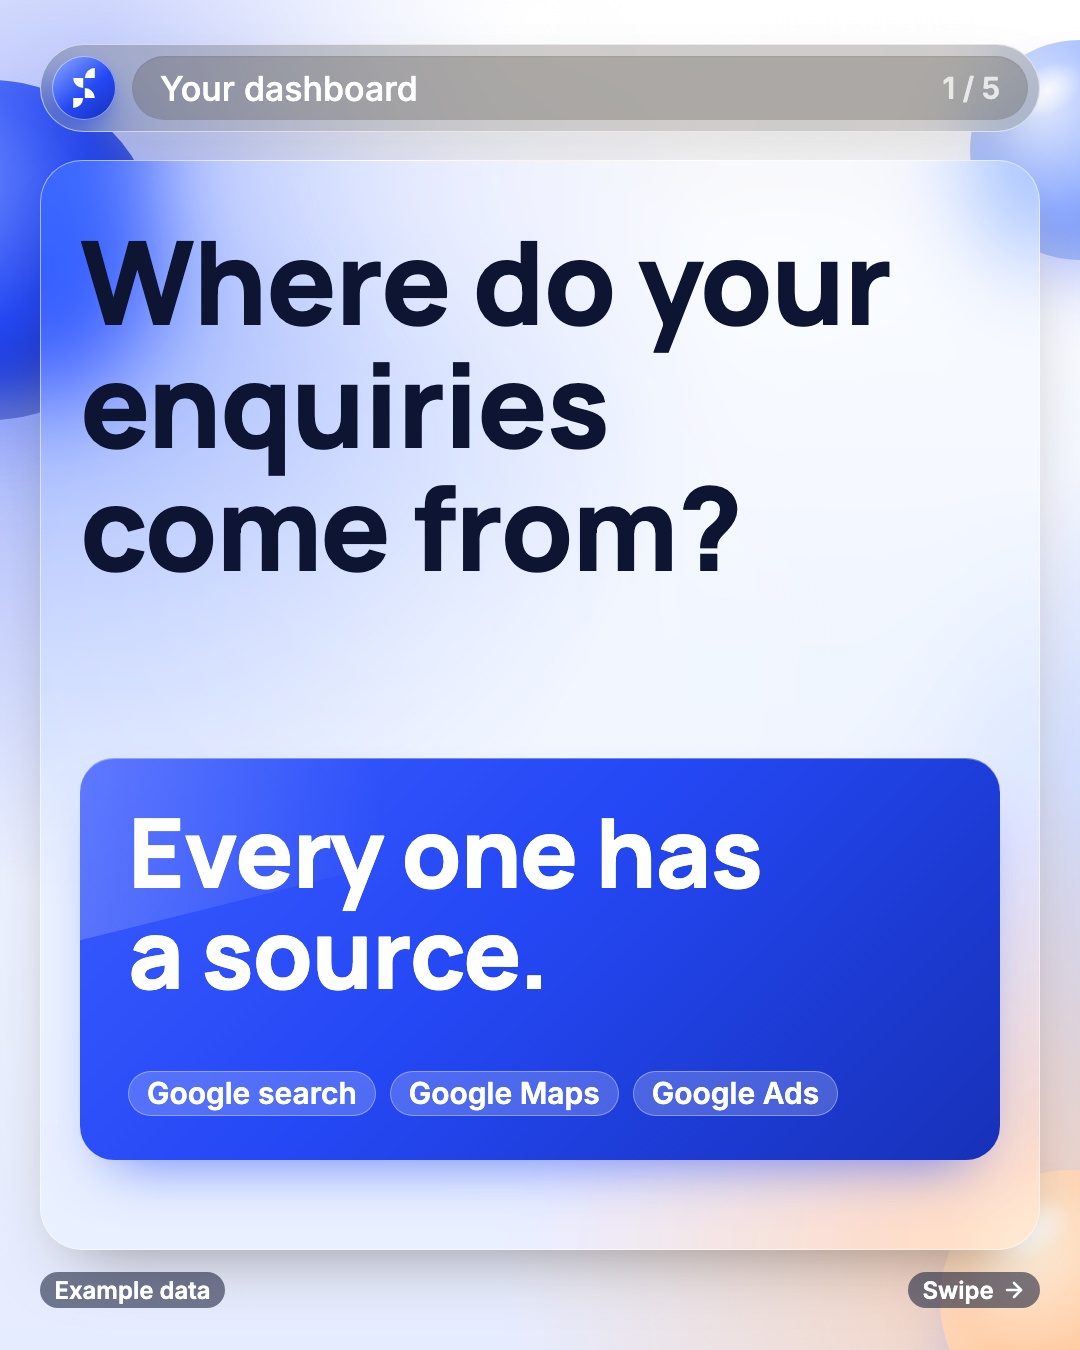 Your dashboard
1 / 5
Where do your
enquiries
come from?
Every one has
a source.
Google search
Google Maps
Google Ads
Example data
Swipe →